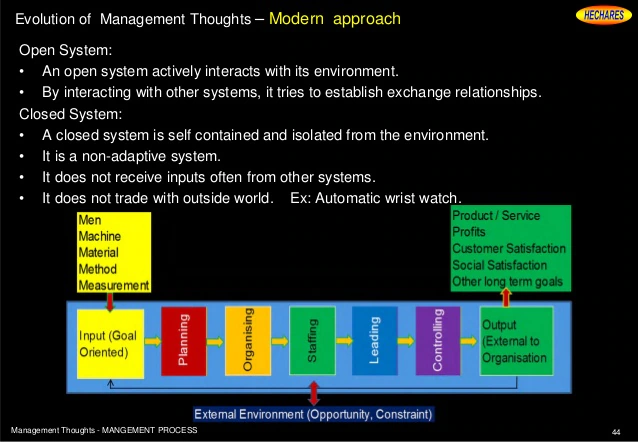 Evolution of Management Thoughts – Modern approach
HECHARES
Open System:
• An open system actively interacts with its environment.
• By interacting with other systems, it tries to establish exchange relationships.
Closed System:
• A closed system is self contained and isolated from the environment.
• It is a non-adaptive system.
• It does not receive inputs often from other systems.
• It does not trade with outside world. Ex: Automatic wrist watch.
Men
Machine
Material
Method
Measurement
Product / Service
Profits
Customer Satisfaction
Social Satisfaction
Other long term goals
Input (Goal
Oriented)
Planning
Organising
Staffing
Leading
Controlling
Output
(External to
Organisation
External Environment (Opportunity, Constraint)
Management Thoughts - MANGEMENT PROCESS
44